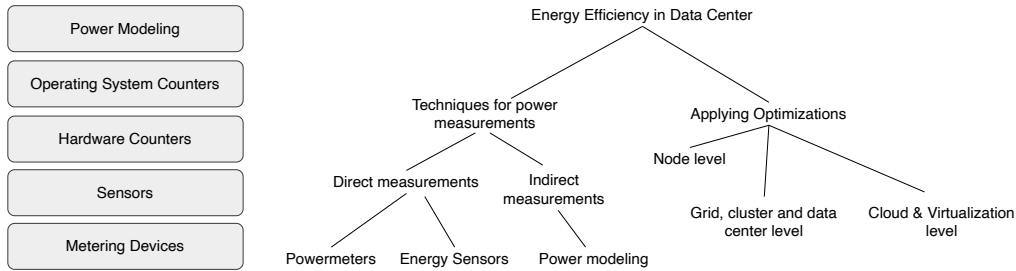 Power Modeling
Operating System Counters
Hardware Counters
Sensors
Metering Devices
Energy Efficiency in Data Center
Techniques for power
measurements
Applying Optimizations
Direct measurements
Indirect
measurements
Node level
Grid, cluster and data
center level
Cloud & Virtualization
level
Powermeters
Energy Sensors
Power modeling